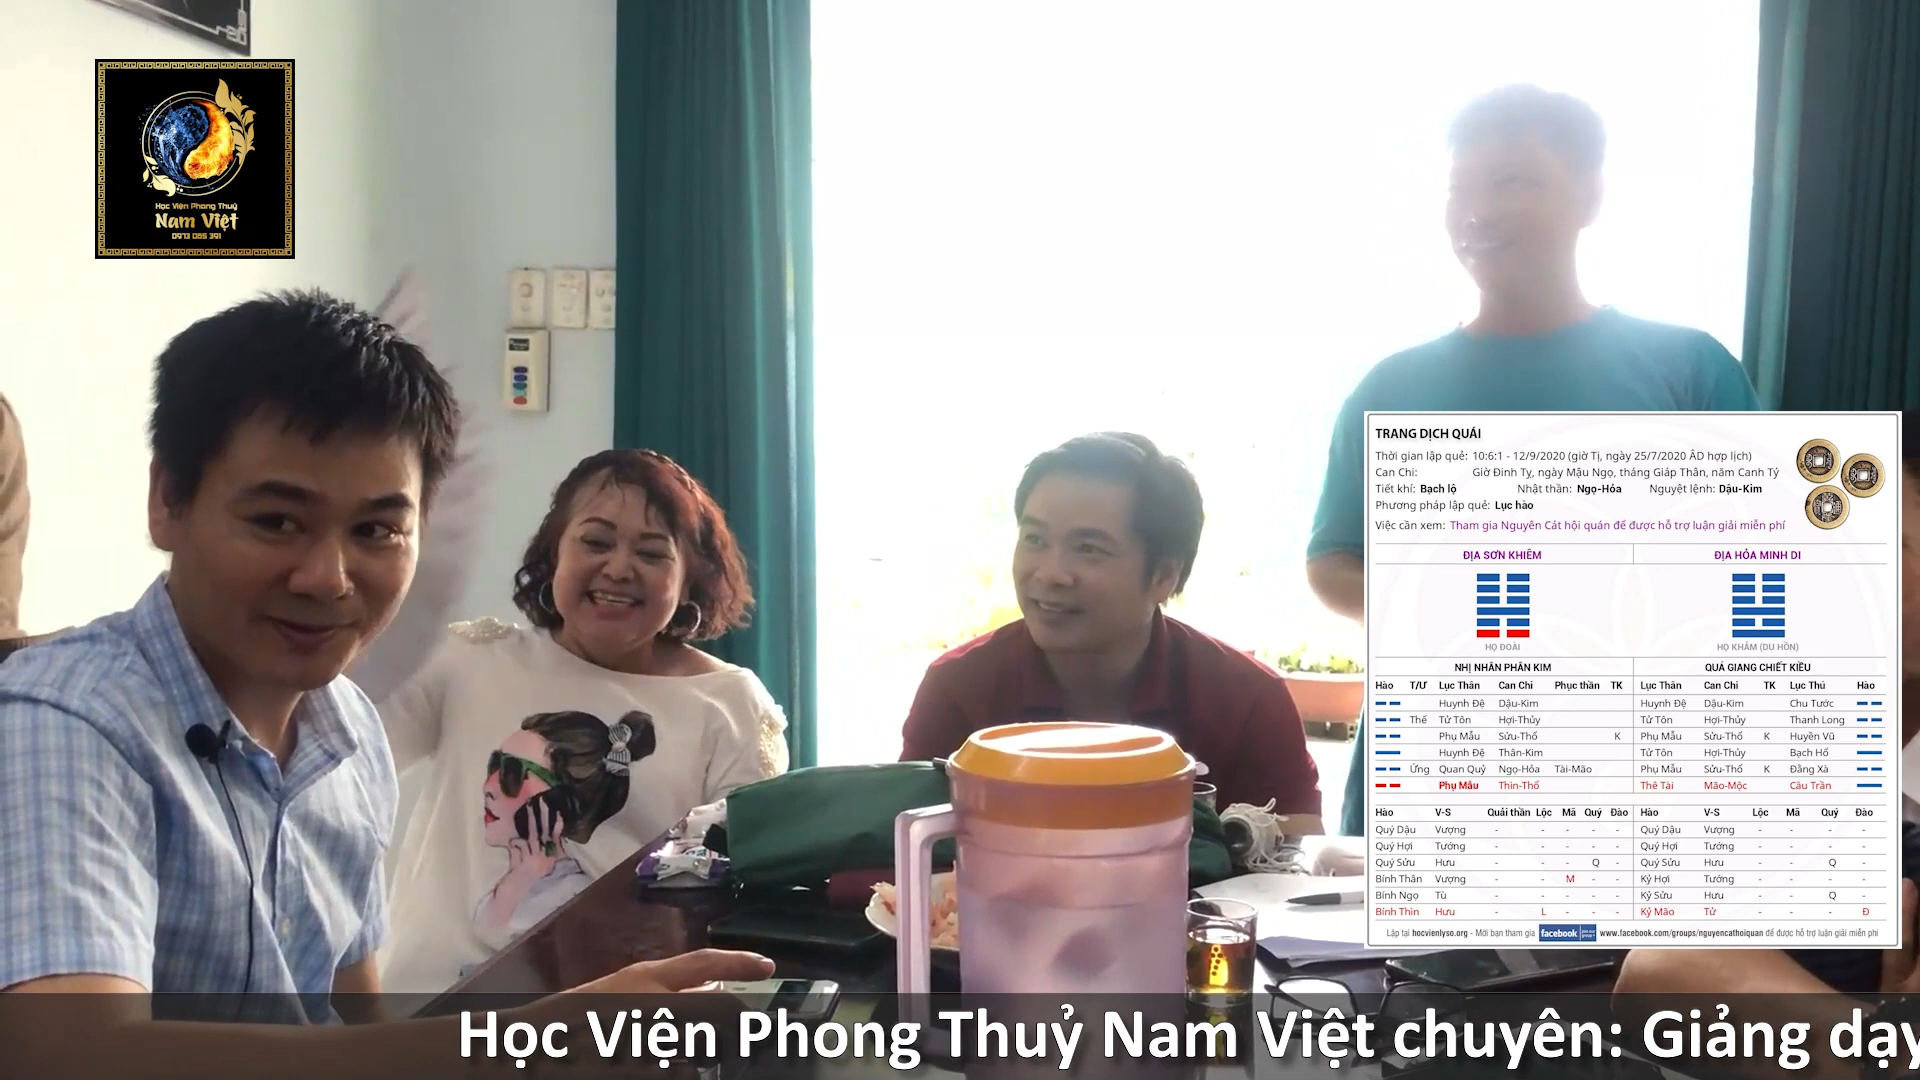 Học Viện Phong Thuỷ
Nam Việt
0973 085 391
TRANG DỊCH QUÁI
Thời gian lập quẻ: 10:6:1 - 12/9/2020 (giờ Tị, ngày 25/7/2020 ÂD hợp lịch)
Can Chi: Giờ Đinh Tỵ, ngày Mậu Ngọ, tháng Giáp Thân, năm Canh Tý
Tiết khí: Bạch lộ Nhật thần: Ngọ-Hỏa Nguyệt lệnh: Dậu-Kim
Phương pháp lập quẻ: Lục hào
Việc cần xem: Tham gia Nguyên Cát hội quán để được hỗ trợ luận giải miễn phí
ĐỊA SƠN KHIÊM ĐỊA HỎA MINH DI
HỌ ĐOÀI HỌ KHẢM (DU HỒN)
NHỊ NHÂN PHÂN KIM QUÁ GIANG CHIẾT KIỀU
Hào T/Ư Lục Thân Can Chi Phục thần TK Lục Thân Can Chi TK Lục Thú Hào
Huynh Đệ Dậu-Kim Huynh Đệ Dậu-Kim Chu Tước
Thế Tử Tôn Hợi-Thủy Tử Tôn Hợi-Thủy Thanh Long
Phụ Mẫu Sửu-Thổ K Phụ Mẫu Sửu-Thổ K Huyền Vũ
Huynh Đệ Thân-Kim Tử Tôn Hợi-Thủy Bạch Hổ
Ứng Quan Quỷ Ngọ-Hỏa Tài-Mão Phụ Mẫu Sửu-Thổ K Đằng Xà
Phụ Mẫu Thìn-Thổ Thê Tài Mão-Mộc Câu Trần
Hào V-S Quái thần Lộc Mã Quý Đào Hào V-S Lộc Mã Quý Đào
Quý Dậu Vượng - - - - - Quý Dậu Vượng - - - -
Quý Hợi Tướng - - - - - Quý Hợi Tướng - - - -
Quý Sửu Hưu - - - Q - Quý Sửu Hưu - - Q -
Bính Thân Vượng - - M - - Kỷ Hợi Tướng - - - -
Bính Ngọ Tù - - - - - Kỷ Sửu Hưu - - Q -
Bính Thìn Hưu - L - - - Kỷ Mão Tử - - - Đ
Lập tại hocvienlyso.org - Mời bạn tham gia facebook www.facebook.com/groups/nguyencathoiquan để được hỗ trợ luận giải miễn phí
Học Viện Phong Thuỷ Nam Việt chuyên: Giảng dạy